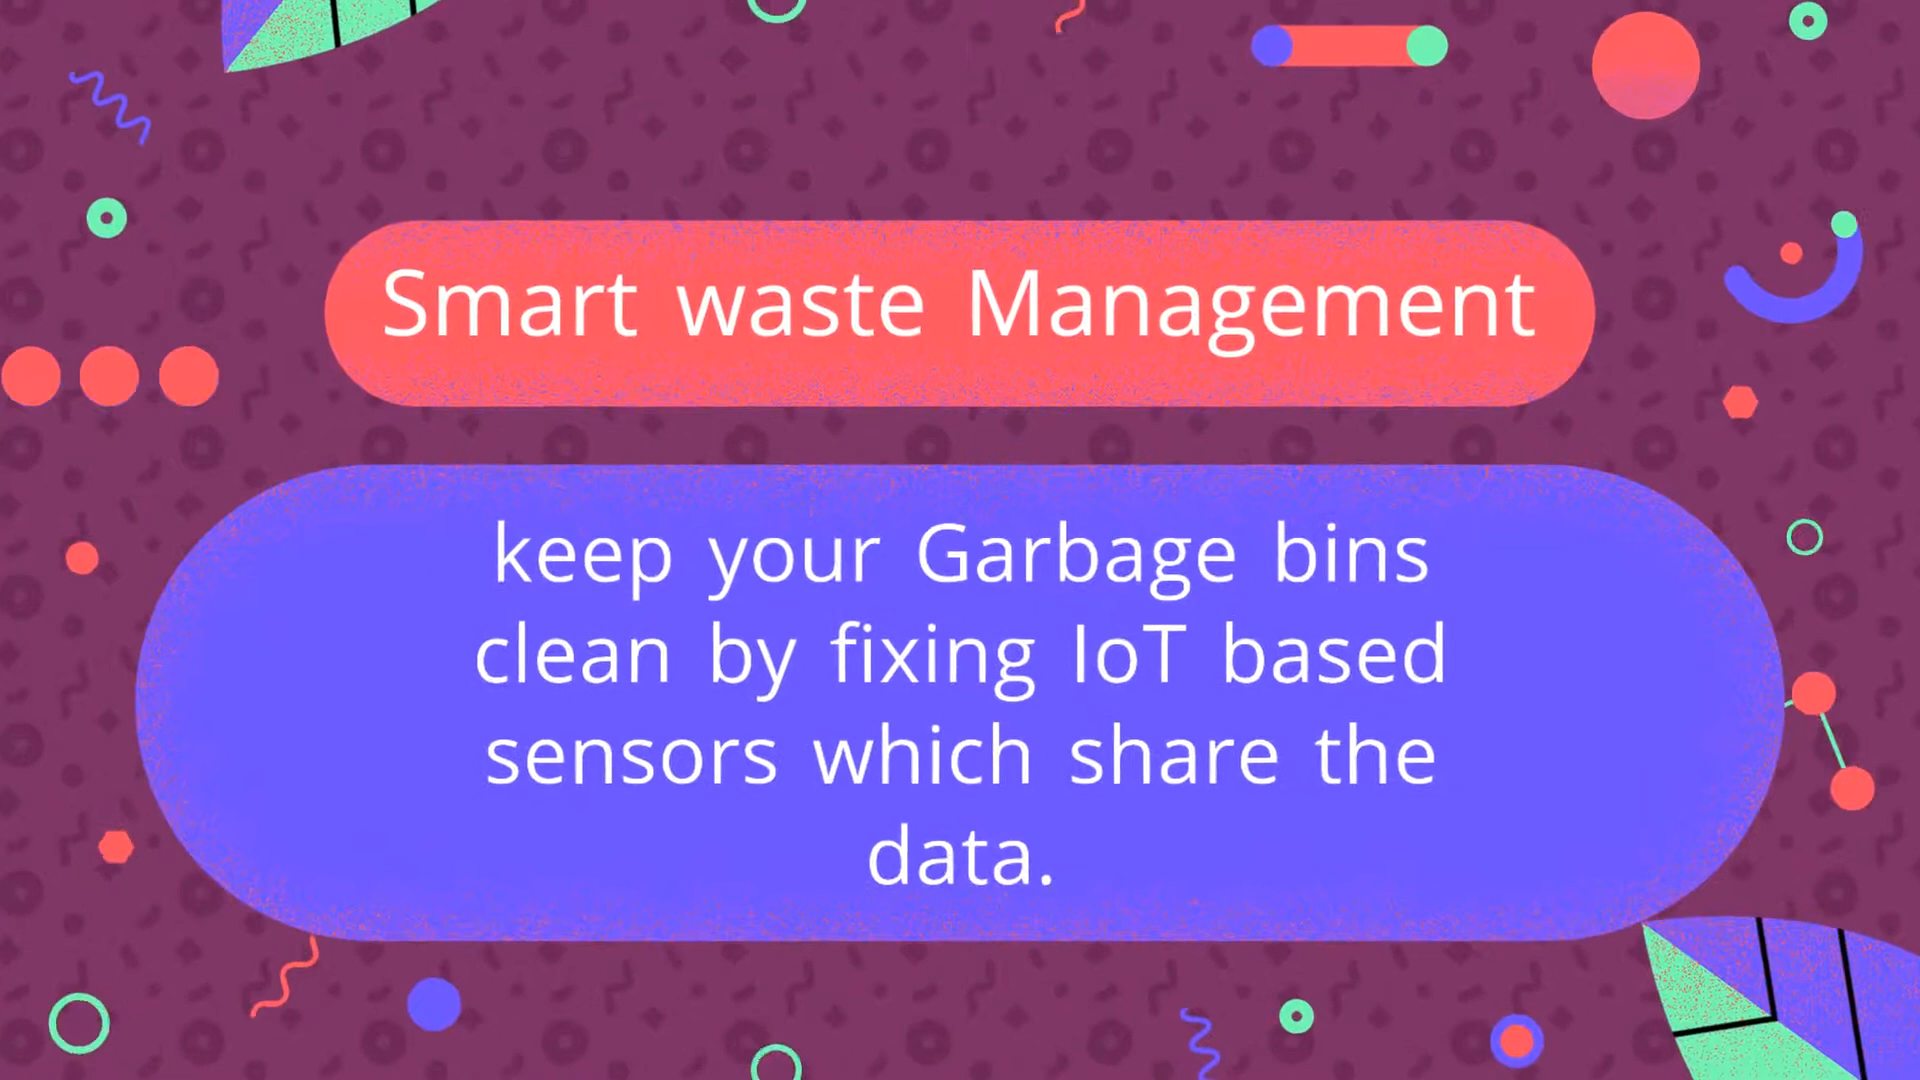 Smart waste Management
keep your Garbage bins
clean by fixing IoT based
sensors which share the
data.